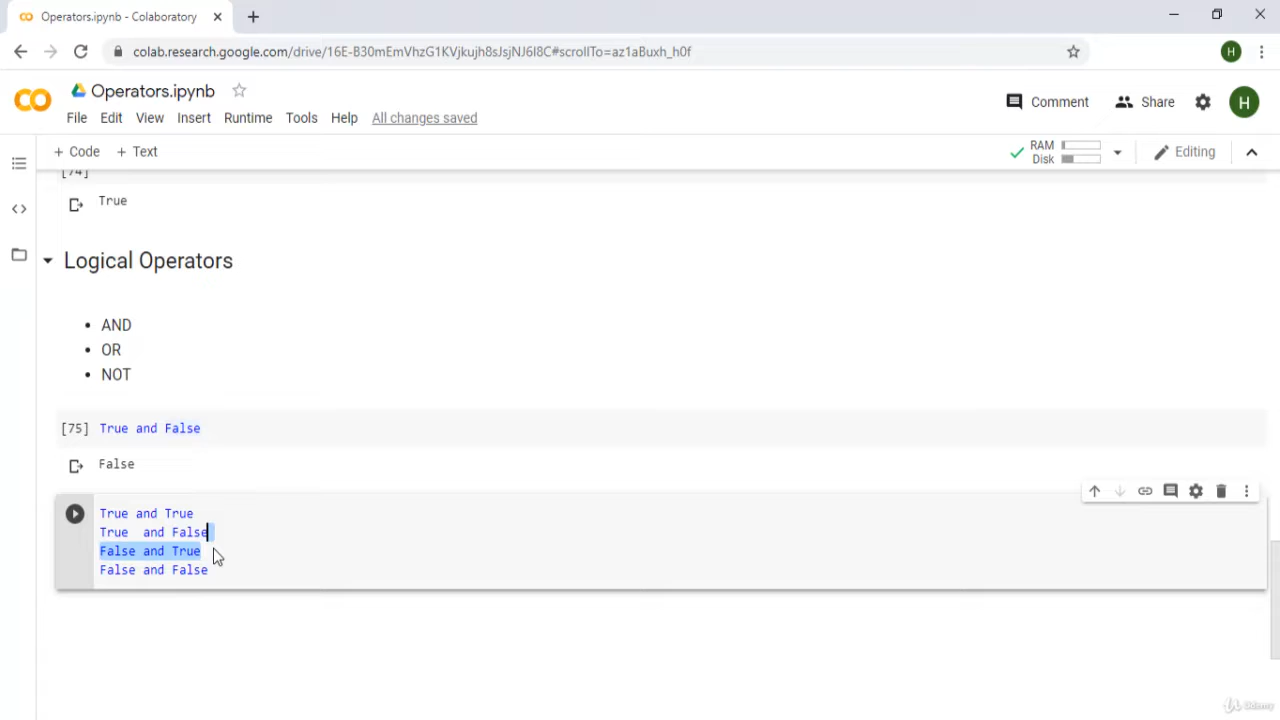 Operators.ipynb - Colaboratory
colab.research.google.com/drive/16E-B30mEmVhzG1KVjkujh8sJsjNJ6I8C#scrollTo=az1aBuxh_h0f
H
Operators.ipynb
Comment
Share
H
File Edit View Insert Runtime Tools Help All changes saved
+ Code + Text
RAM
Disk
Editing
[74]
True
Logical Operators
• AND
• OR
• NOT
[75] True and False
False
True and True
True  and False
False and True
False and False
Udemy